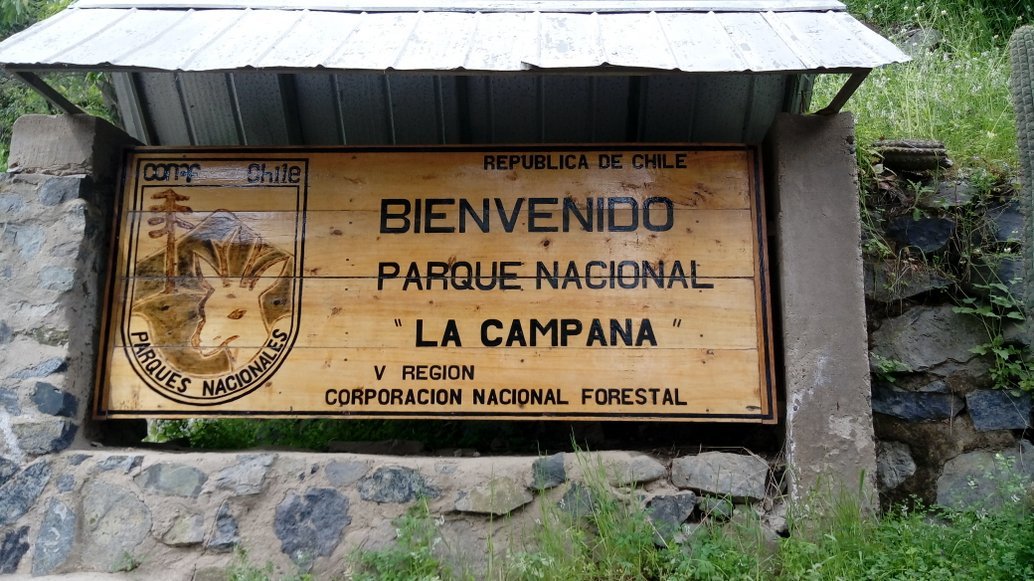 CONAF Chile
PARQUES NACIONALES
REPUBLICA DE CHILE
BIENVENIDO
PARQUE NACIONAL
"LA CAMPANA"
V REGION
CORPORACION NACIONAL FORESTAL